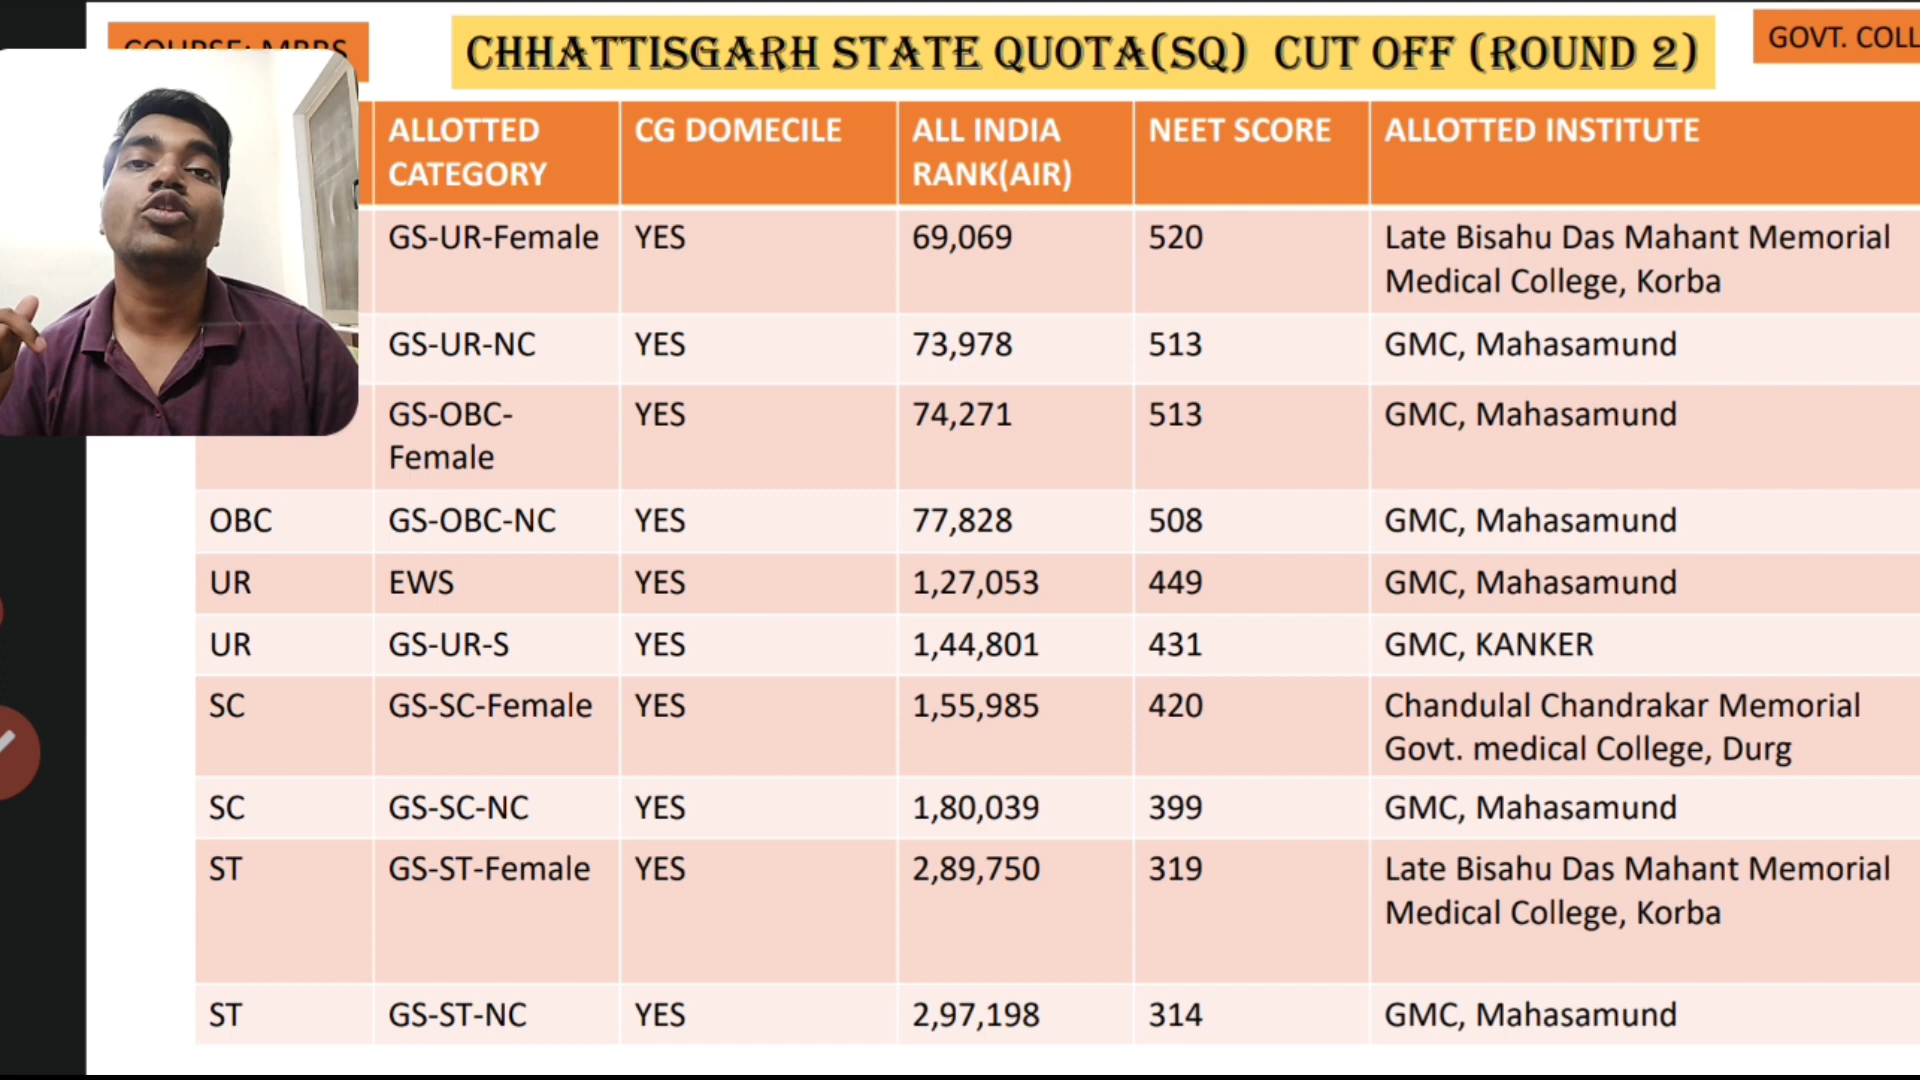 COURSE: MBBS
CHHATTISGARH STATE QUOTA(SQ) CUT OFF (ROUND 2)
GOVT. COLL
ALLOTTED CATEGORY CG DOMECILE ALL INDIA RANK(AIR) NEET SCORE ALLOTTED INSTITUTE
GS-UR-Female YES 69,069 520 Late Bisahu Das Mahant Memorial
Medical College, Korba
GS-UR-NC YES 73,978 513 GMC, Mahasamund
GS-OBC-Female YES 74,271 513 GMC, Mahasamund
OBC GS-OBC-NC YES 77,828 508 GMC, Mahasamund
UR EWS YES 1,27,053 449 GMC, Mahasamund
UR GS-UR-S YES 1,44,801 431 GMC, KANKER
SC GS-SC-Female YES 1,55,985 420 Chandulal Chandrakar Memorial
Govt. medical College, Durg
SC GS-SC-NC YES 1,80,039 399 GMC, Mahasamund
ST GS-ST-Female YES 2,89,750 319 Late Bisahu Das Mahant Memorial
Medical College, Korba
ST GS-ST-NC YES 2,97,198 314 GMC, Mahasamund